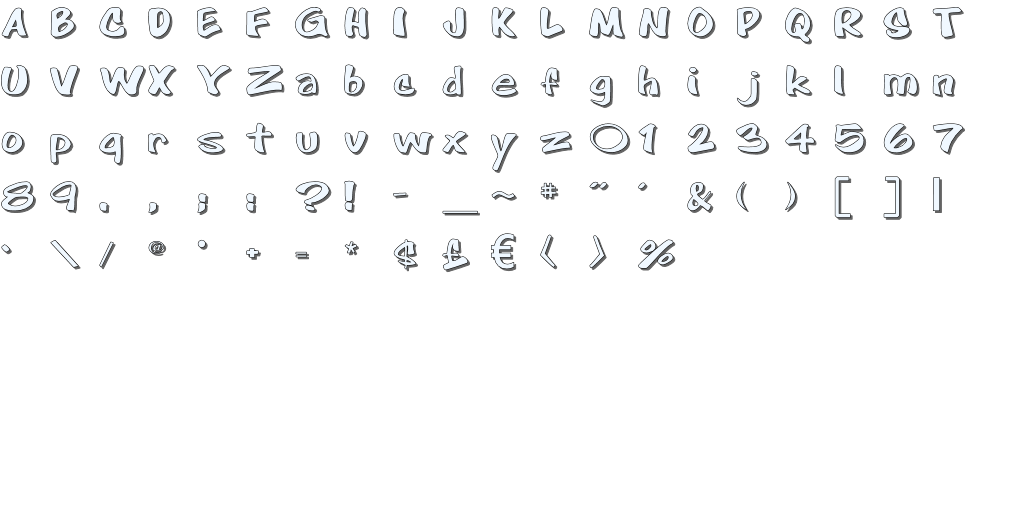 A B C D E F G H I J K L M N O P Q R S T
U V W X Y Z a b c d e f g h i j k l m n
o p q r s t u v w x y z 0 1 2 3 4 5 6 7
8 9 . , ; : ? ! - _ ~ # " ' & ( ) [ ] |
` \ / @ ° + = * $ £ € < > %